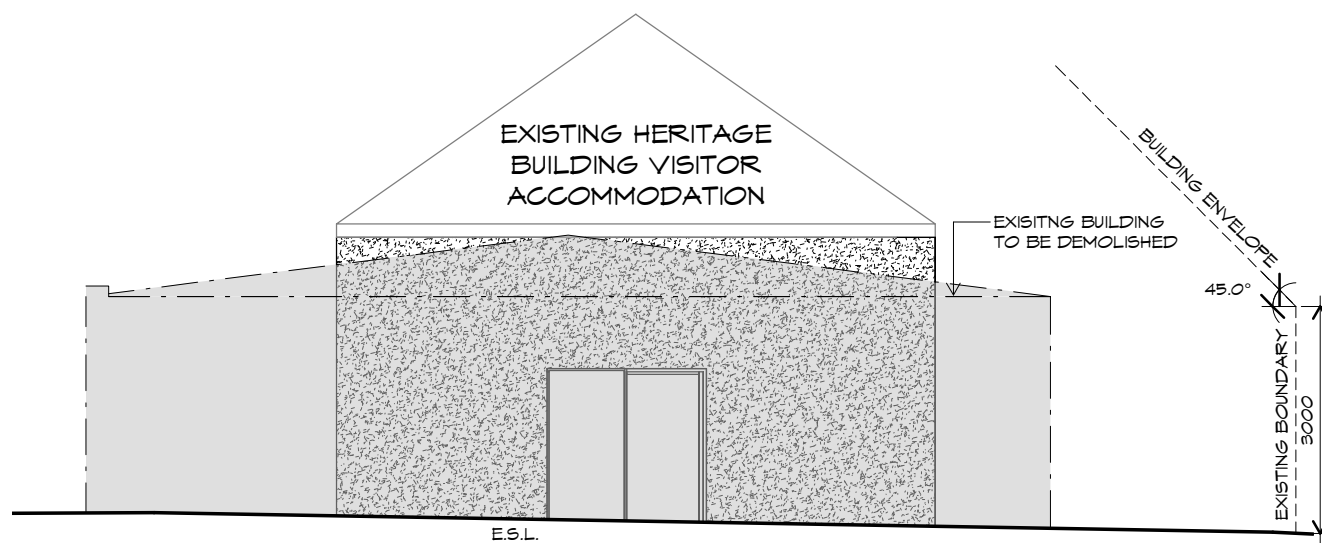 EXISTING HERITAGE
BUILDING VISITOR
ACCOMMODATION
BUILDING ENVELOPE
EXISITNG BUILDING
TO BE DEMOLISHED
45.0°
EXISTING BOUNDARY
3000
E.S.L.